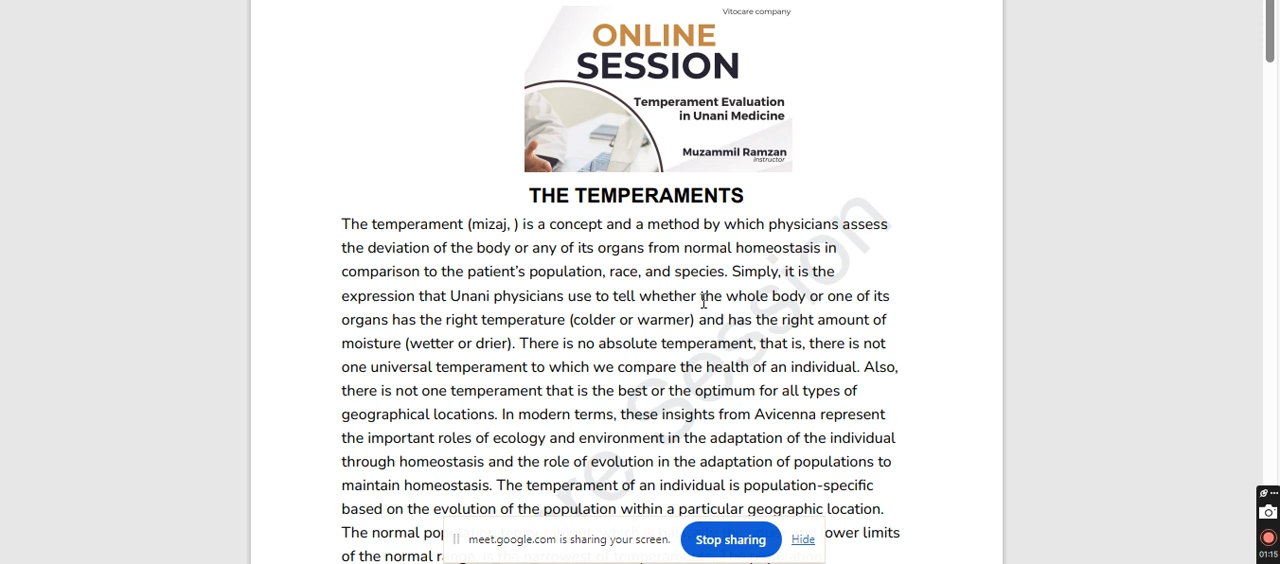 Vitocare company
ONLINE
SESSION
Temperament Evaluation
in Unani Medicine
Muzammil Ramzan
instructor
THE TEMPERAMENTS
The temperament (mizaj, ) is a concept and a method by which physicians assess
the deviation of the body or any of its organs from normal homeostasis in
comparison to the patient's population, race, and species. Simply, it is the
expression that Unani physicians use to tell whether the whole body or one of its
organs has the right temperature (colder or warmer) and has the right amount of
moisture (wetter or drier). There is no absolute temperament, that is, there is not
one universal temperament to which we compare the health of an individual. Also,
there is not one temperament that is the best or the optimum for all types of
geographical locations. In modern terms, these insights from Avicenna represent
the important roles of ecology and environment in the adaptation of the individual
through homeostasis and the role of evolution in the adaptation of populations to
maintain homeostasis. The temperament of an individual is population-specific
based on the evolution of the population within a particular geographic location.
The normal pop ower limits
of the normal
re Session
meet.google.com is sharing your screen. Stop sharing Hide
01:15